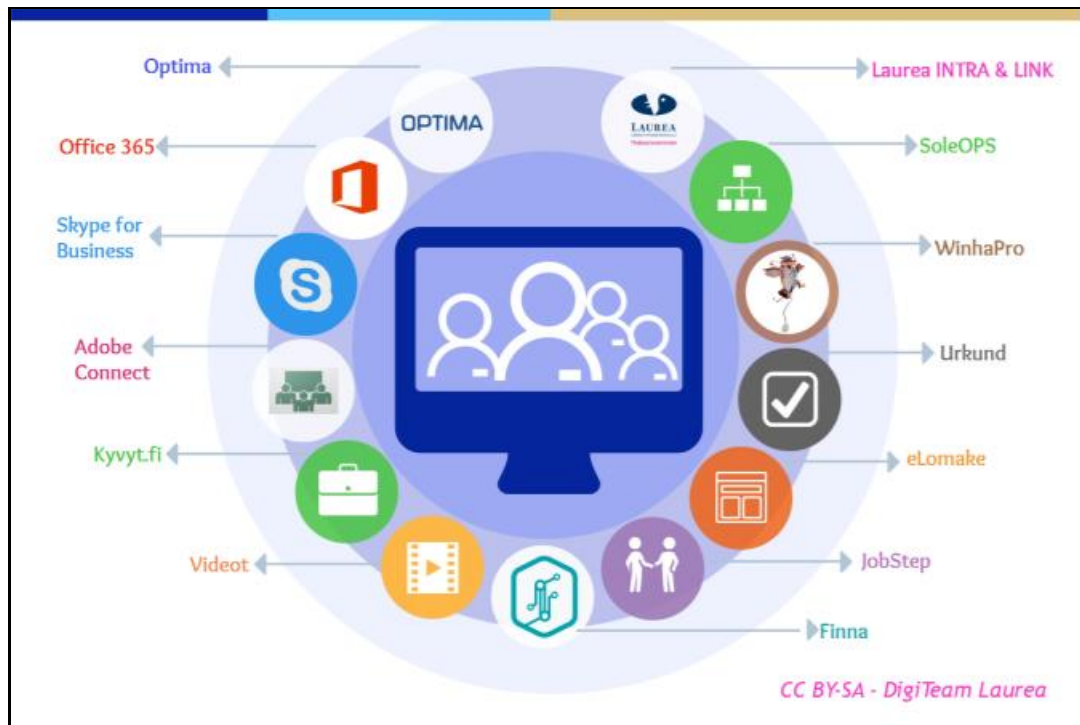 Optima
Laurea INTRA & LINK
OPTIMA
LAUREA
Office 365
SoleOPS
Skype for
Business
WinhaPro
S
Adobe
Connect
Urkund
Kyvyt.fi
eLomake
Videot
JobStep
Finna
CC BY-SA - DigiTeam Laurea